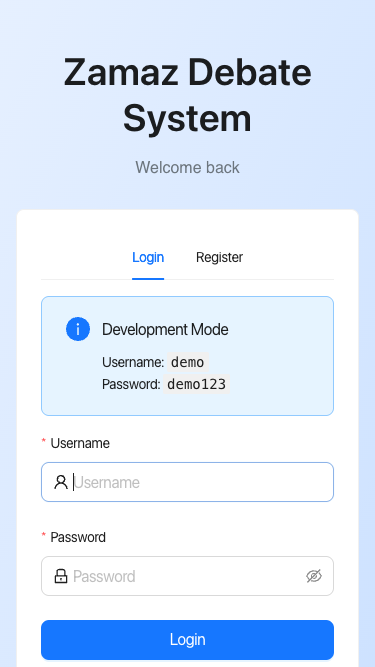 Zamaz Debate
System
Welcome back
Login Register
Development Mode
Username: demo
Password: demo123
* Username
Username
* Password
Password
Login